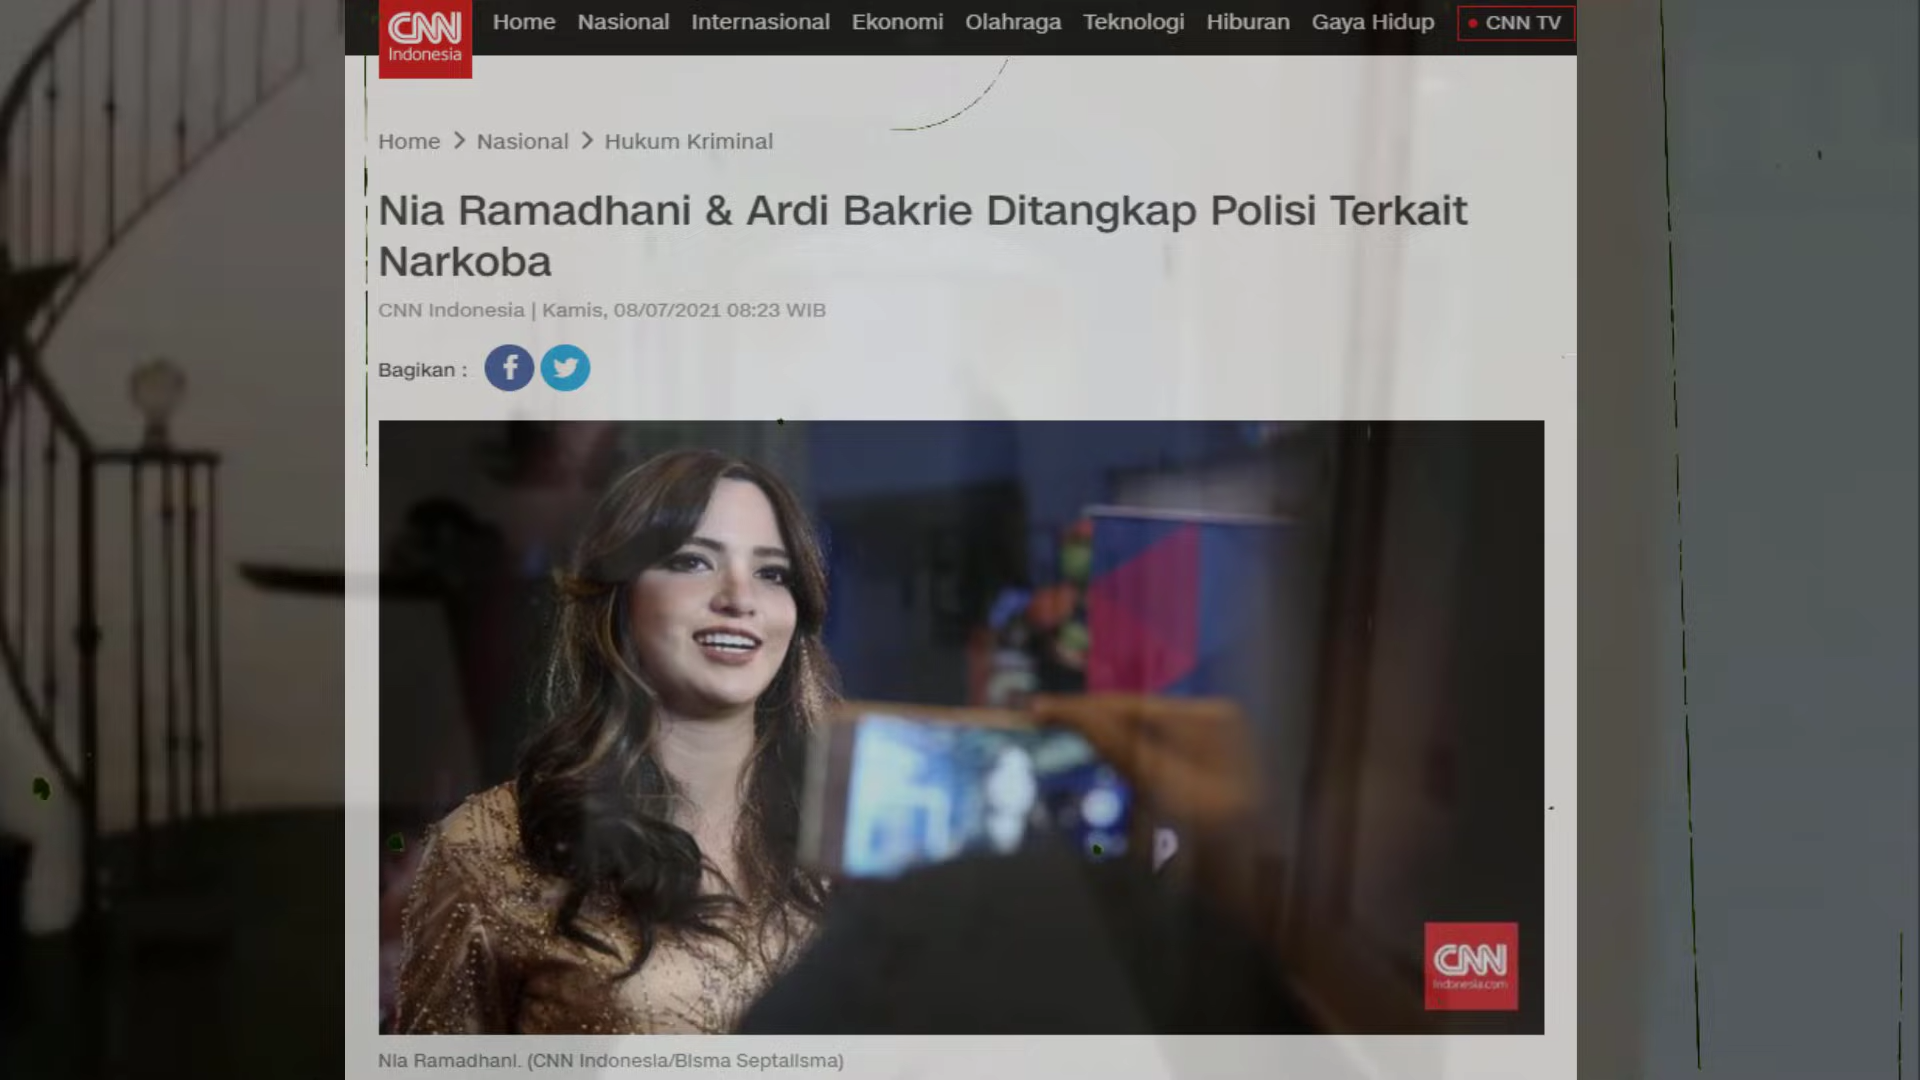 CNN
Indonesia
Home Nasional Internasional Ekonomi Olahraga Teknologi Hiburan Gaya Hidup CNN TV
Home > Nasional > Hukum Kriminal
Nia Ramadhani & Ardi Bakrie Ditangkap Polisi Terkait
Narkoba
CNN Indonesia | Kamis, 08/07/2021 08:23 WIB
Bagikan :
CNN
Indonesia.com
Nia Ramadhani. (CNN Indonesia/Bisma Septalisma)